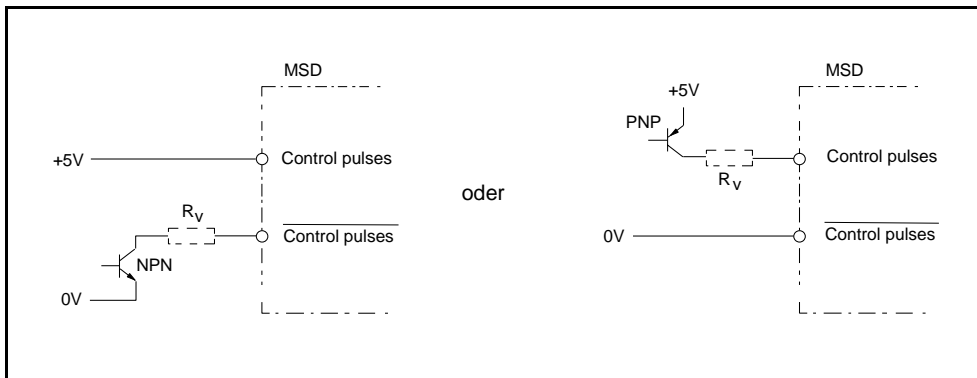 MSD
+5V
Control pulses
R_V
Control pulses
NPN
0V
oder
MSD
+5V
PNP
Control pulses
R_V
0V
Control pulses